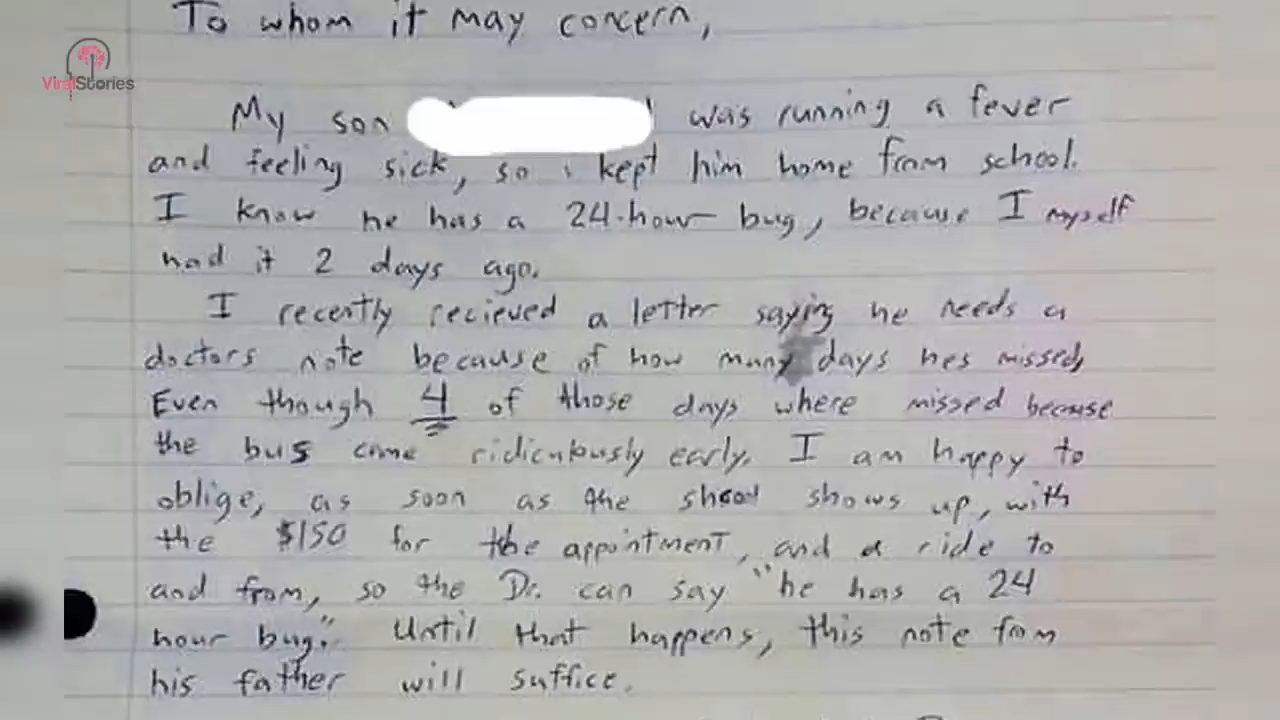 To whom it may concern,
ViralStories
My son was running a fever
and feeling sick, so i kept him home from school.
I know he has a 24-hour bug, because I myself
had it 2 days ago.
I recently recieved a letter saying he needs a
doctors note because of how many days hes missed,
Even though 4 of those days where missed because
the bus came ridiculously early. I am happy to
oblige, as soon as the shcool shows up, with
the $150 for the appointment, and a ride to
and from, so the Dr. can say "he has a 24
hour bug." Until that happens, this note from
his father will suffice.